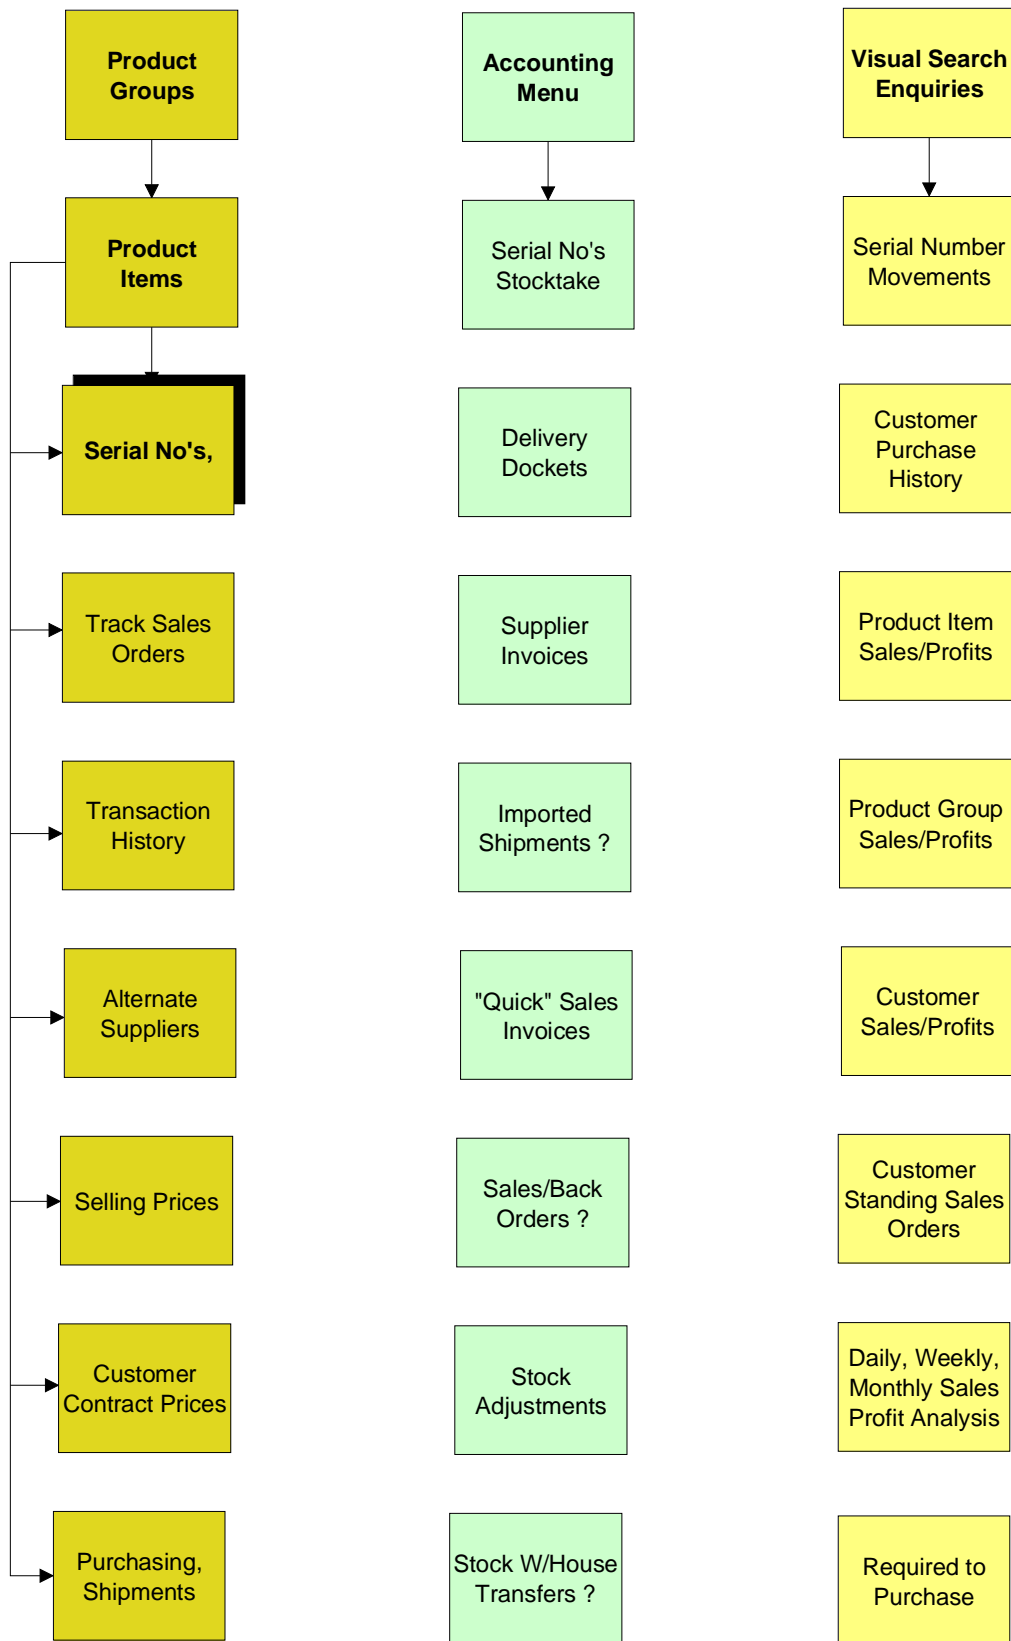 Product
Groups
Accounting
Menu
Visual Search
Enquiries
Product
Items
Serial No's
Stocktake
Serial Number
Movements
Serial No's,
Delivery
Dockets
Customer
Purchase
History
Track Sales
Orders
Supplier
Invoices
Product Item
Sales/Profits
Transaction
History
Imported
Shipments ?
Product Group
Sales/Profits
Alternate
Suppliers
"Quick" Sales
Invoices
Customer
Sales/Profits
Selling Prices
Sales/Back
Orders ?
Customer
Standing Sales
Orders
Customer
Contract Prices
Stock
Adjustments
Daily, Weekly,
Monthly Sales
Profit Analysis
Purchasing,
Shipments
Stock W/House
Transfers ?
Required to
Purchase